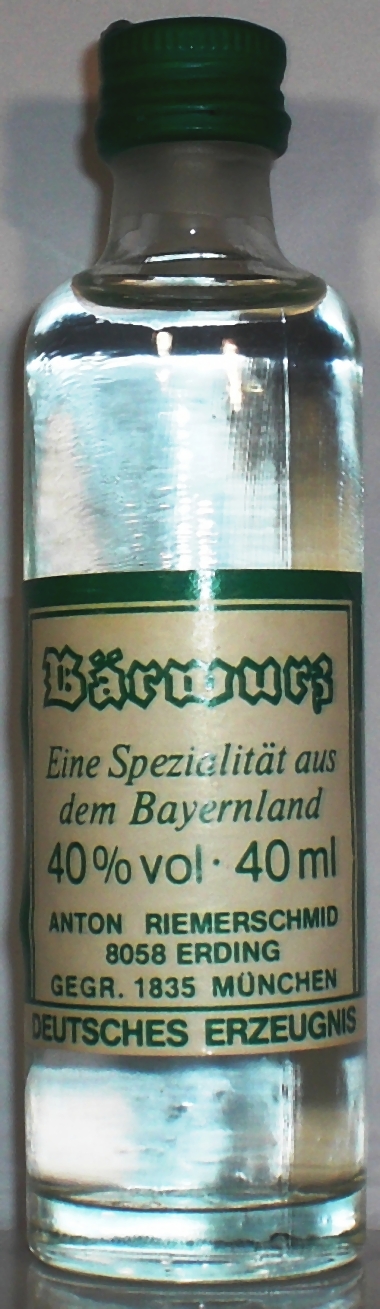 Bärwurz
Eine Spezialität aus
dem Bayernland
40% vol · 40 ml
ANTON RIEMERSCHMID
8058 ERDING
GEGR. 1835 MÜNCHEN
DEUTSCHES ERZEUGNIS